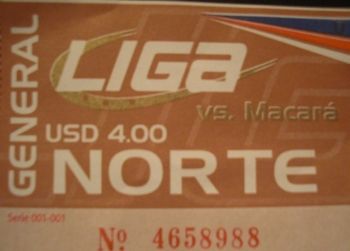 GENERAL
LIGA
vs. Macará
USD 4.00
NORTE
Serie 001-001
Nº 4658988